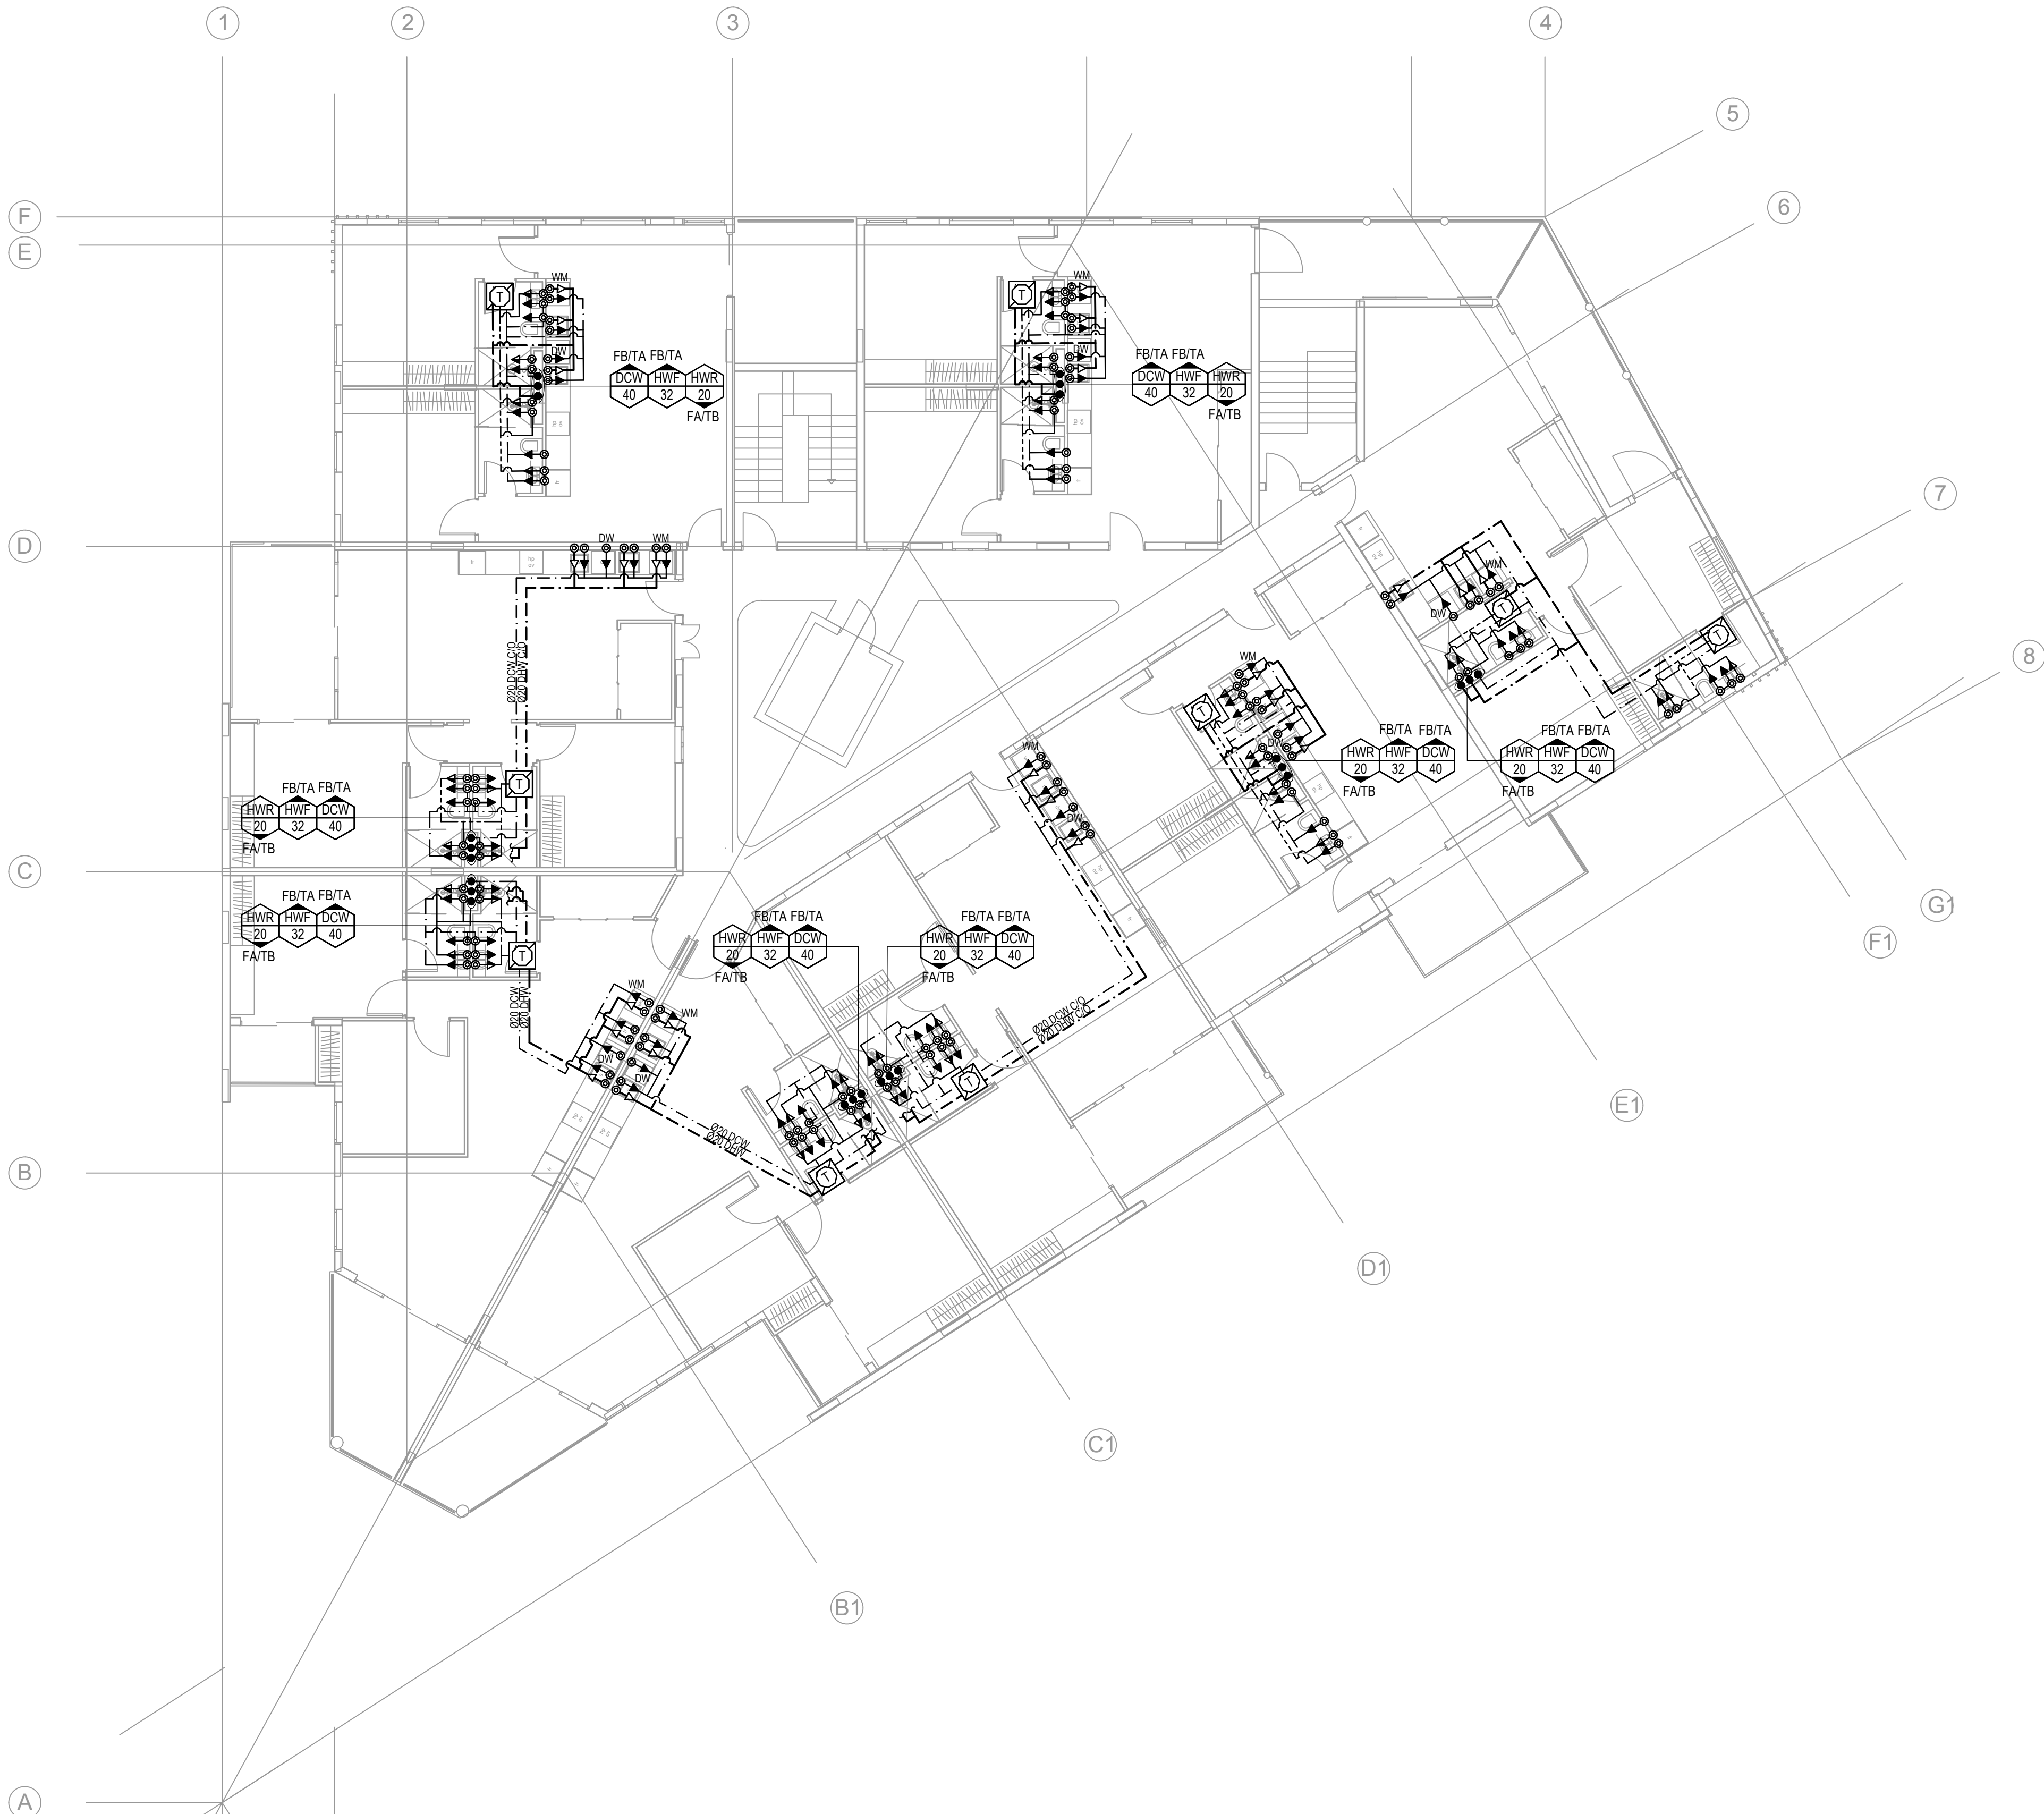 1
2
3
4
5
6
F
E
WM
WM
T
T
DW
DW
FB/TA FB/TA
DCW HWF HWR
40 32 20
FA/TB
FB/TA FB/TA
DCW HWF HWR
40 32 20
FA/TB
7
D
DW
WM
WM
DW
T
T
8
Ø20 DCW C/O
Ø20 DHW C/O
WM
T
DW
WM
DW
FB/TA FB/TA
HWR HWF DCW
20 32 40
FA/TB
FB/TA FB/TA
HWR HWF DCW
20 32 40
FA/TB
T
FB/TA FB/TA
HWR HWF DCW
20 32 40
FA/TB
C
FB/TA FB/TA
HWR HWF DCW
20 32 40
FA/TB
T
G1
F1
FB/TA FB/TA
HWR HWF DCW
20 32 40
FA/TB
FB/TA FB/TA
HWR HWF DCW
20 32 40
FA/TB
Ø20 DCW
Ø20 DHW
WM
WM
DW
DW
Ø20 DCW C/O
Ø20 DHW C/O
T
E1
Ø20 DCW
Ø20 DHW
T
B
D1
C1
B1
A